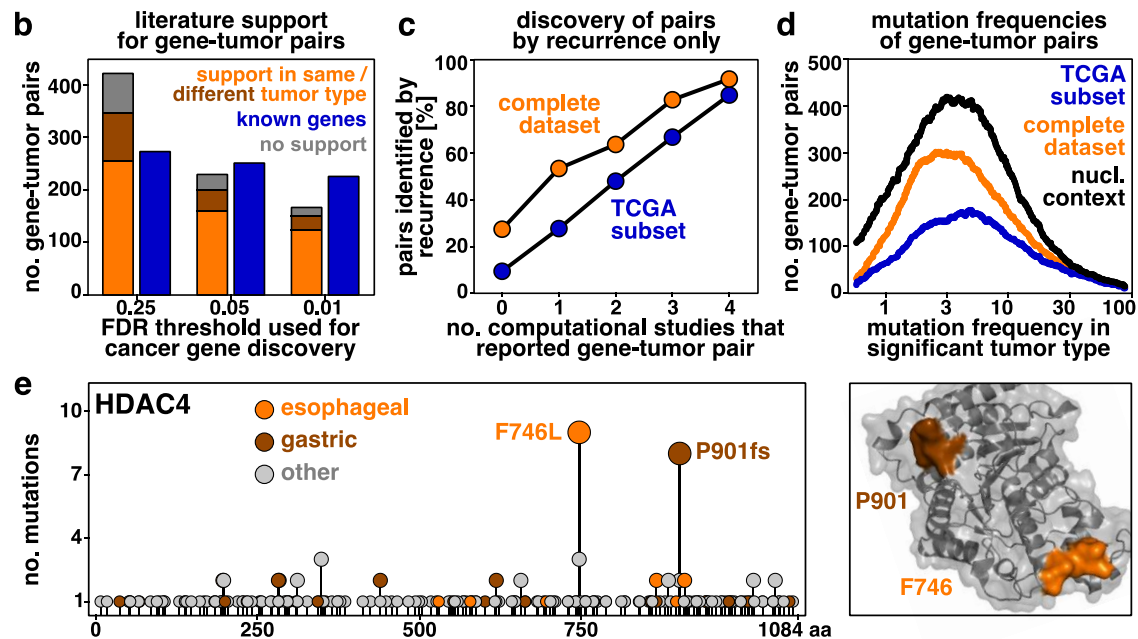 b
literature support
for gene-tumor pairs
no. gene-tumor pairs
400
300
200
100
0
support in same /
different tumor type
known genes
no support
0.25 0.05 0.01
FDR threshold used for
cancer gene discovery
c
discovery of pairs
by recurrence only
pairs identified by
recurrence [%]
100
80
60
40
20
0
complete
dataset
TCGA
subset
0 1 2 3 4
no. computational studies that
reported gene-tumor pair
d
mutation frequencies
of gene-tumor pairs
no. gene-tumor pairs
500
400
300
200
100
0
TCGA
subset
complete
dataset
nucl.
context
1 3 10 30 100
mutation frequency in
significant tumor type
e
HDAC4
no. mutations
10
7
4
1
esophageal
gastric
other
F746L
P901fs
0 250 500 750 1084 aa
P901
F746